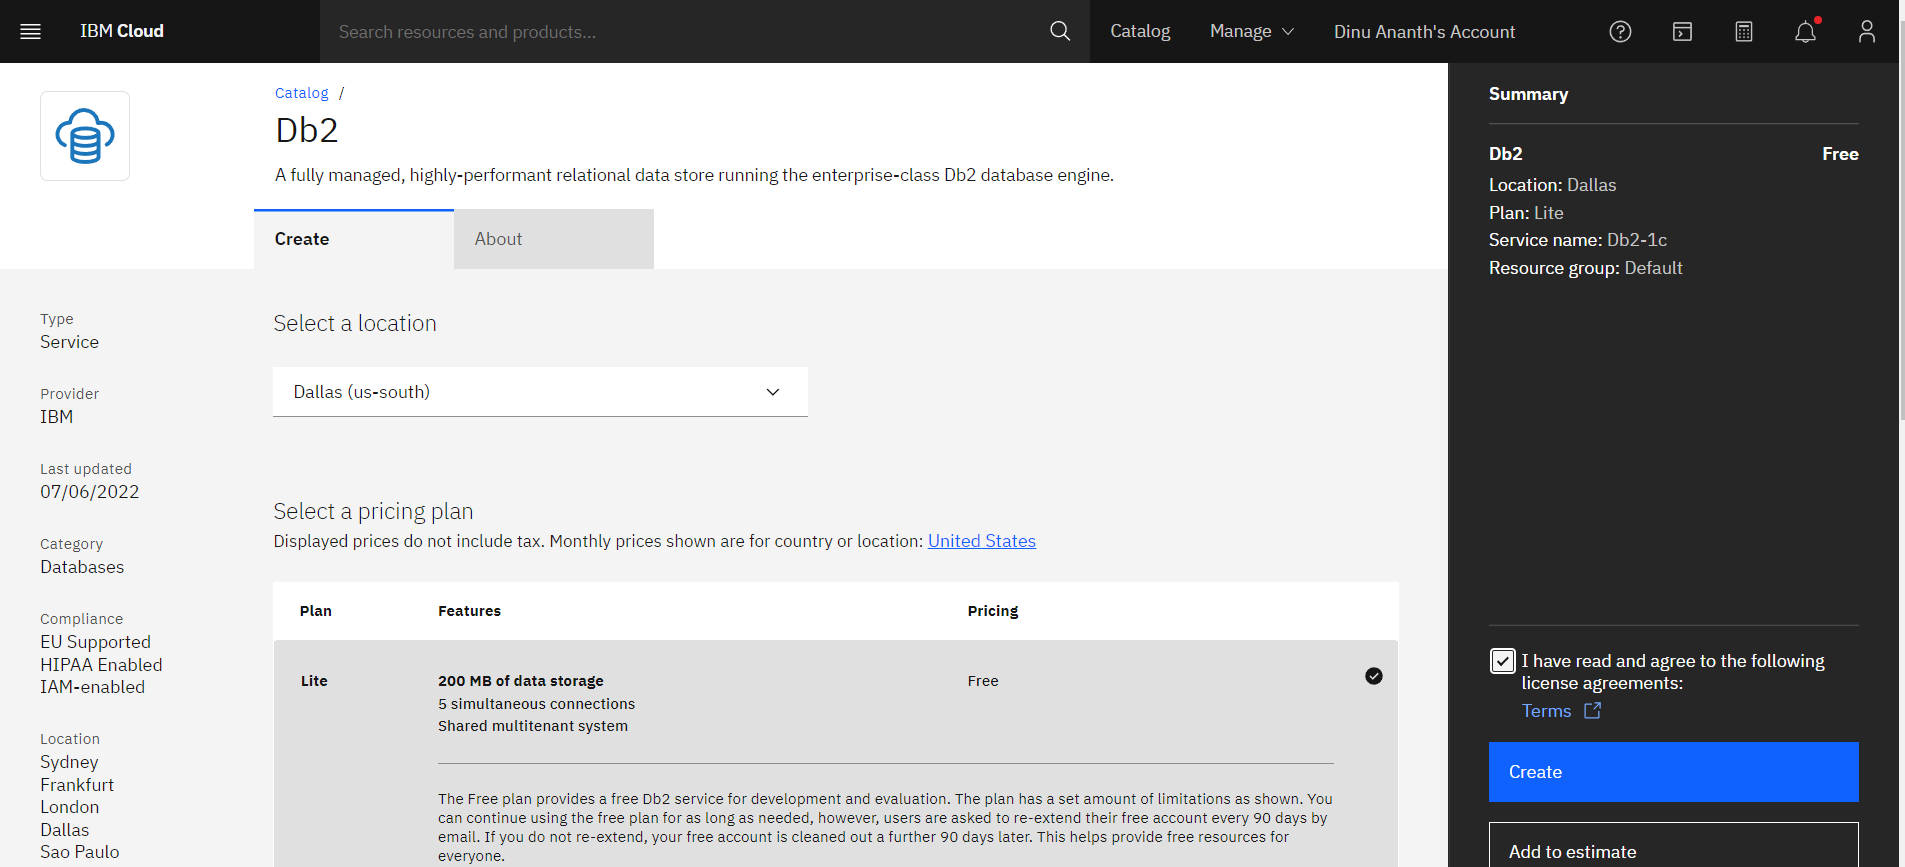 IBM Cloud
Search resources and products...
Catalog
Manage
Dinu Ananth's Account
Catalog /
Db2
A fully managed, highly-performant relational data store running the enterprise-class Db2 database engine.
Create
About
Type
Service
Provider
IBM
Last updated
07/06/2022
Category
Databases
Compliance
EU Supported
HIPAA Enabled
IAM-enabled
Location
Sydney
Frankfurt
London
Dallas
Sao Paulo
Select a location
Dallas (us-south)
Select a pricing plan
Displayed prices do not include tax. Monthly prices shown are for country or location: United States
Plan Features Pricing
Lite
200 MB of data storage
5 simultaneous connections
Shared multitenant system
Free
The Free plan provides a free Db2 service for development and evaluation. The plan has a set amount of limitations as shown. You
can continue using the free plan for as long as needed, however, users are asked to re-extend their free account every 90 days by
email. If you do not re-extend, your free account is cleaned out a further 90 days later. This helps provide free resources for
everyone.
Summary
Db2 Free
Location: Dallas
Plan: Lite
Service name: Db2-1c
Resource group: Default
I have read and agree to the following
license agreements:
Terms
Create
Add to estimate